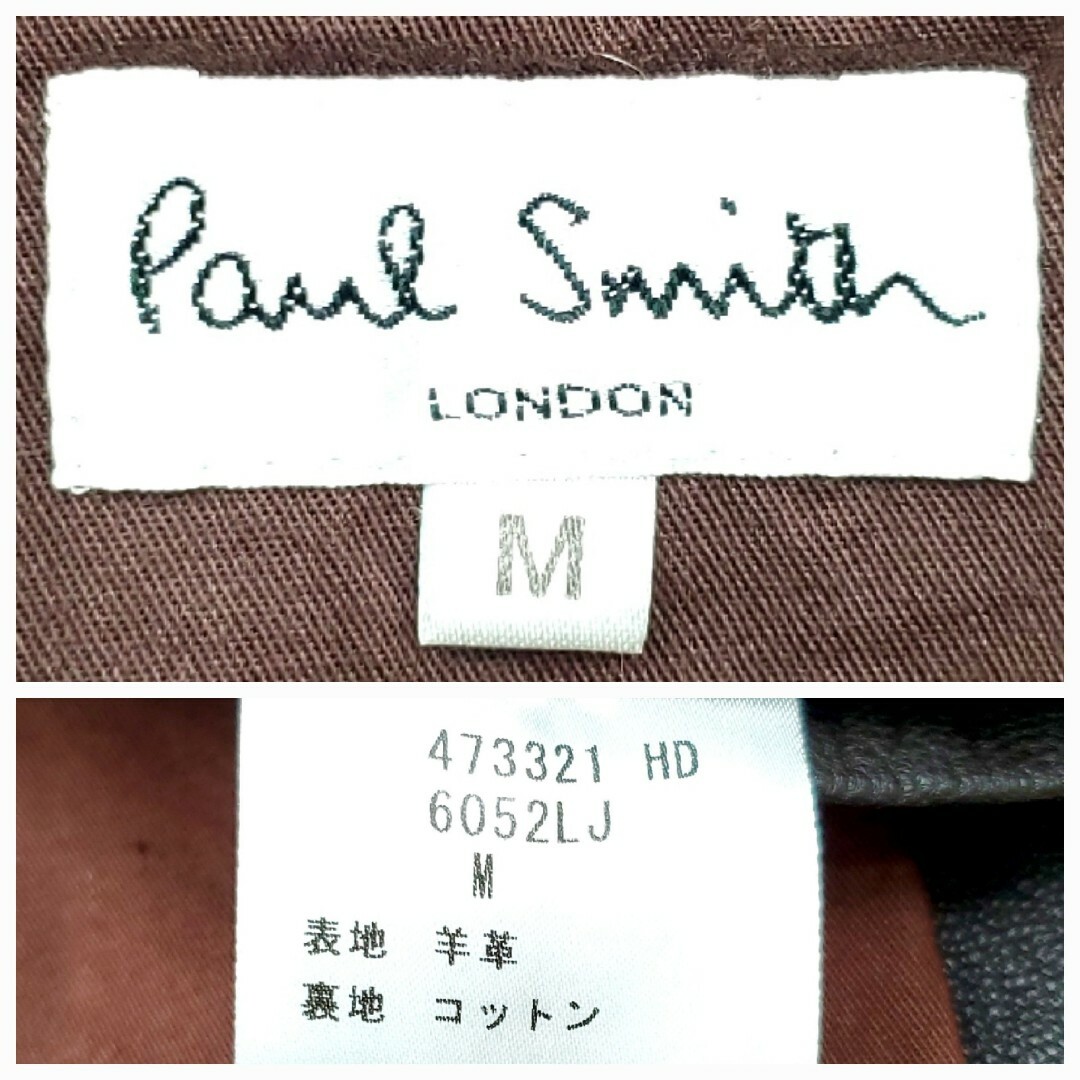 Paul Smith
LONDON
M
473321 HD
6052LJ
M
表地 羊革
裏地 コットン